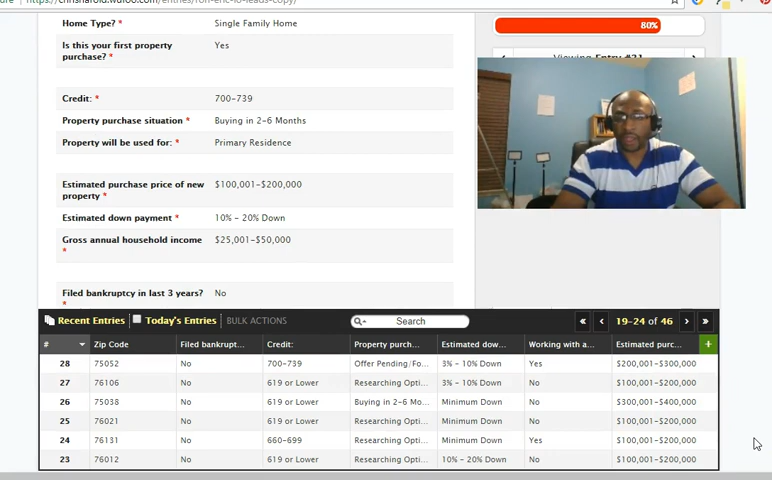 Home Type? * Single Family Home
80%
Is this your first property Yes
purchase? *
Viewing Entry #21
Credit: * 700-739
Property purchase situation * Buying in 2-6 Months
Property will be used for: * Primary Residence
Estimated purchase price of new $100,001-$200,000
property *
Estimated down payment * 10% - 20% Down
Gross annual household income $25,001-$50,000
*
Filed bankruptcy in last 3 years? No
*
Recent Entries Today's Entries BULK ACTIONS Search 19-24 of 46
# Zip Code Filed bankrupt... Credit: Property purch... Estimated dow... Working with a... Estimated purc...
28 75052 No 700-739 Offer Pending/Fo... 3% - 10% Down Yes $200,001-$300,000
27 76106 No 619 or Lower Researching Opti... 3% - 10% Down No $100,001-$200,000
26 75038 No 619 or Lower Buying in 2-6 Mo... Minimum Down No $300,001-$400,000
25 76021 No 619 or Lower Researching Opti... Minimum Down No $100,001-$200,000
24 76131 No 660-699 Researching Opti... Minimum Down Yes $100,001-$200,000
23 76012 No 619 or Lower Researching Opti... 10% - 20% Down No $100,001-$200,000